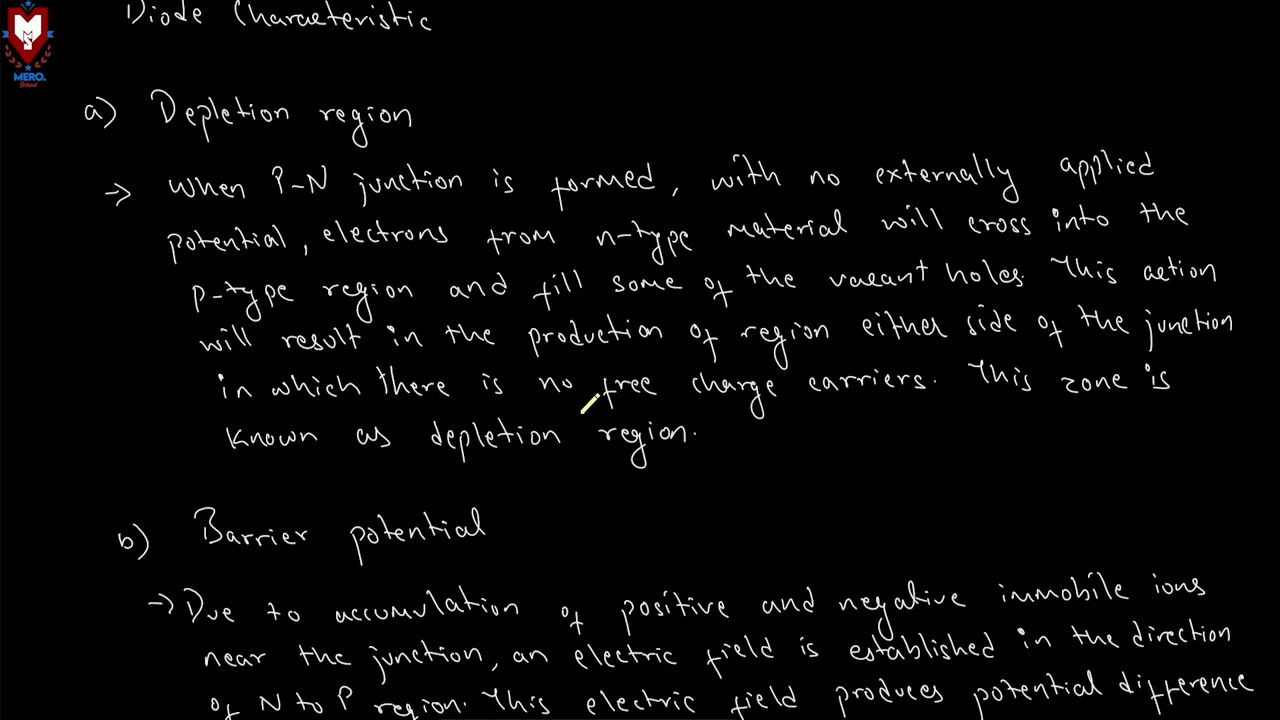 Diode Characteristic
MERO.
School
a) Depletion region
→ When P-N junction is formed, with no externally applied
potential, electrons from n-type material will cross into the
p-type region and fill some of the vacant holes. This action
will result in the production of region either side of the junction
in which there is no free charge carriers. This zone is
known as depletion region.
b) Barrier potential
→ Due to accumulation of positive and negative immobile ions
near the junction, an electric field is established in the direction
of N to P region. This electric field produces potential difference